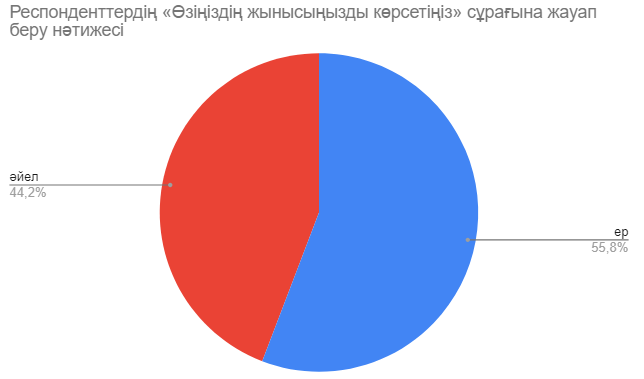 Респонденттердің «Өзіңіздің жынысыңызды көрсетіңіз» сұрағына жауап
беру нәтижесі
әйел
44,2%
ер
55,8%